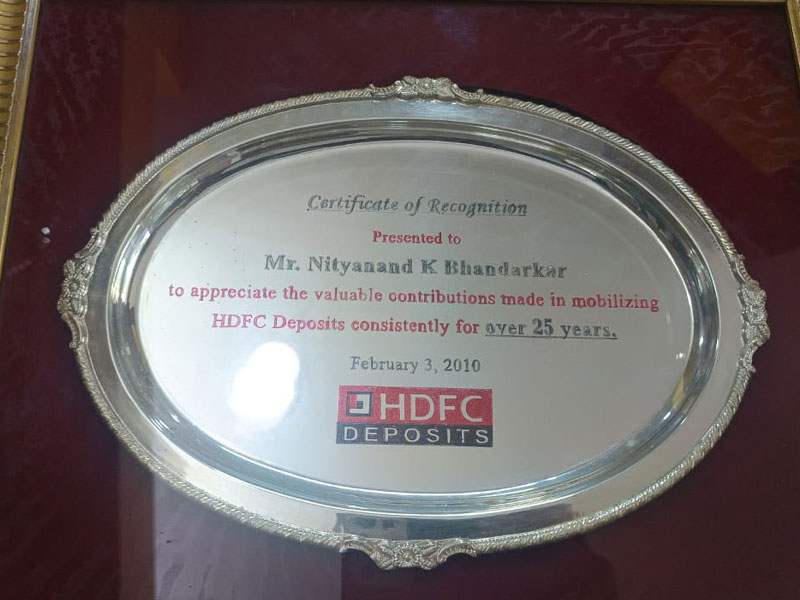 Certificate of Recognition
Presented to
Mr. Nityanand K Bhandarkar
to appreciate the valuable contributions made in mobilizing
HDFC Deposits consistently for over 25 years.
February 3, 2010
HDFC
DEPOSITS